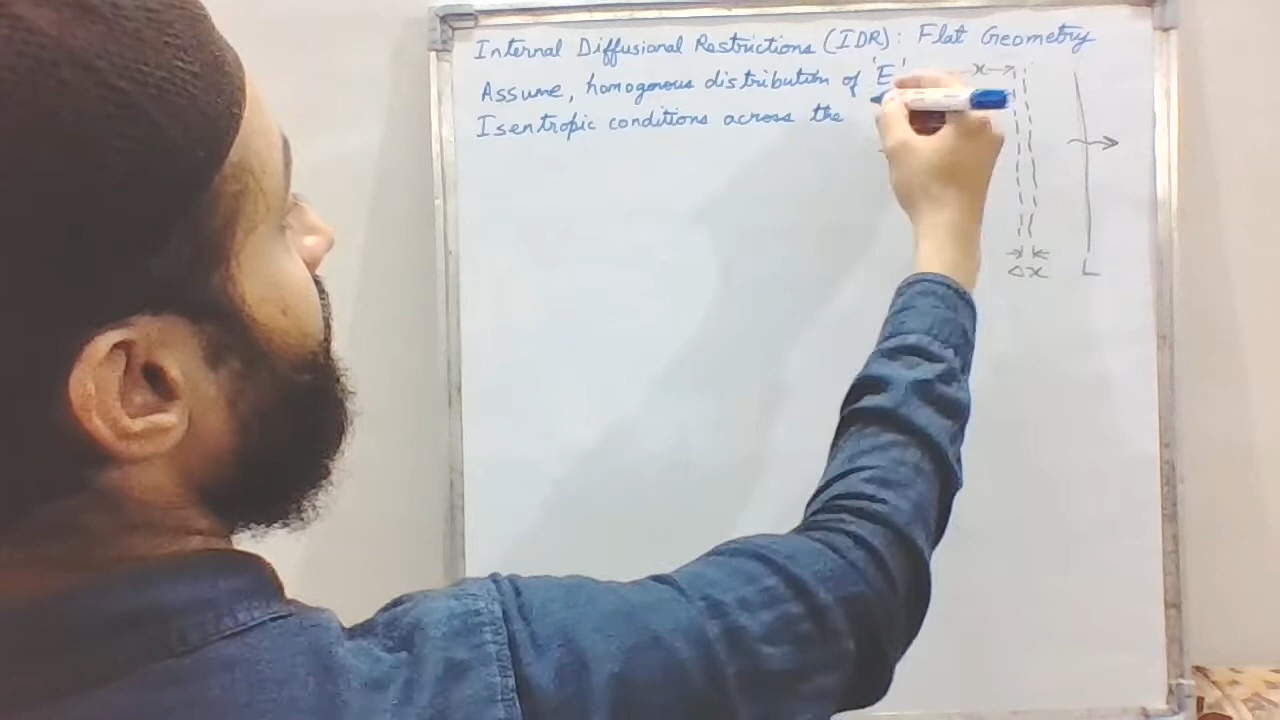 Internal Diffusional Restrictions (IDR): Flat Geometry
Assume, homogenous distribution of 'E'
Isentropic conditions across the
x
Δx
L